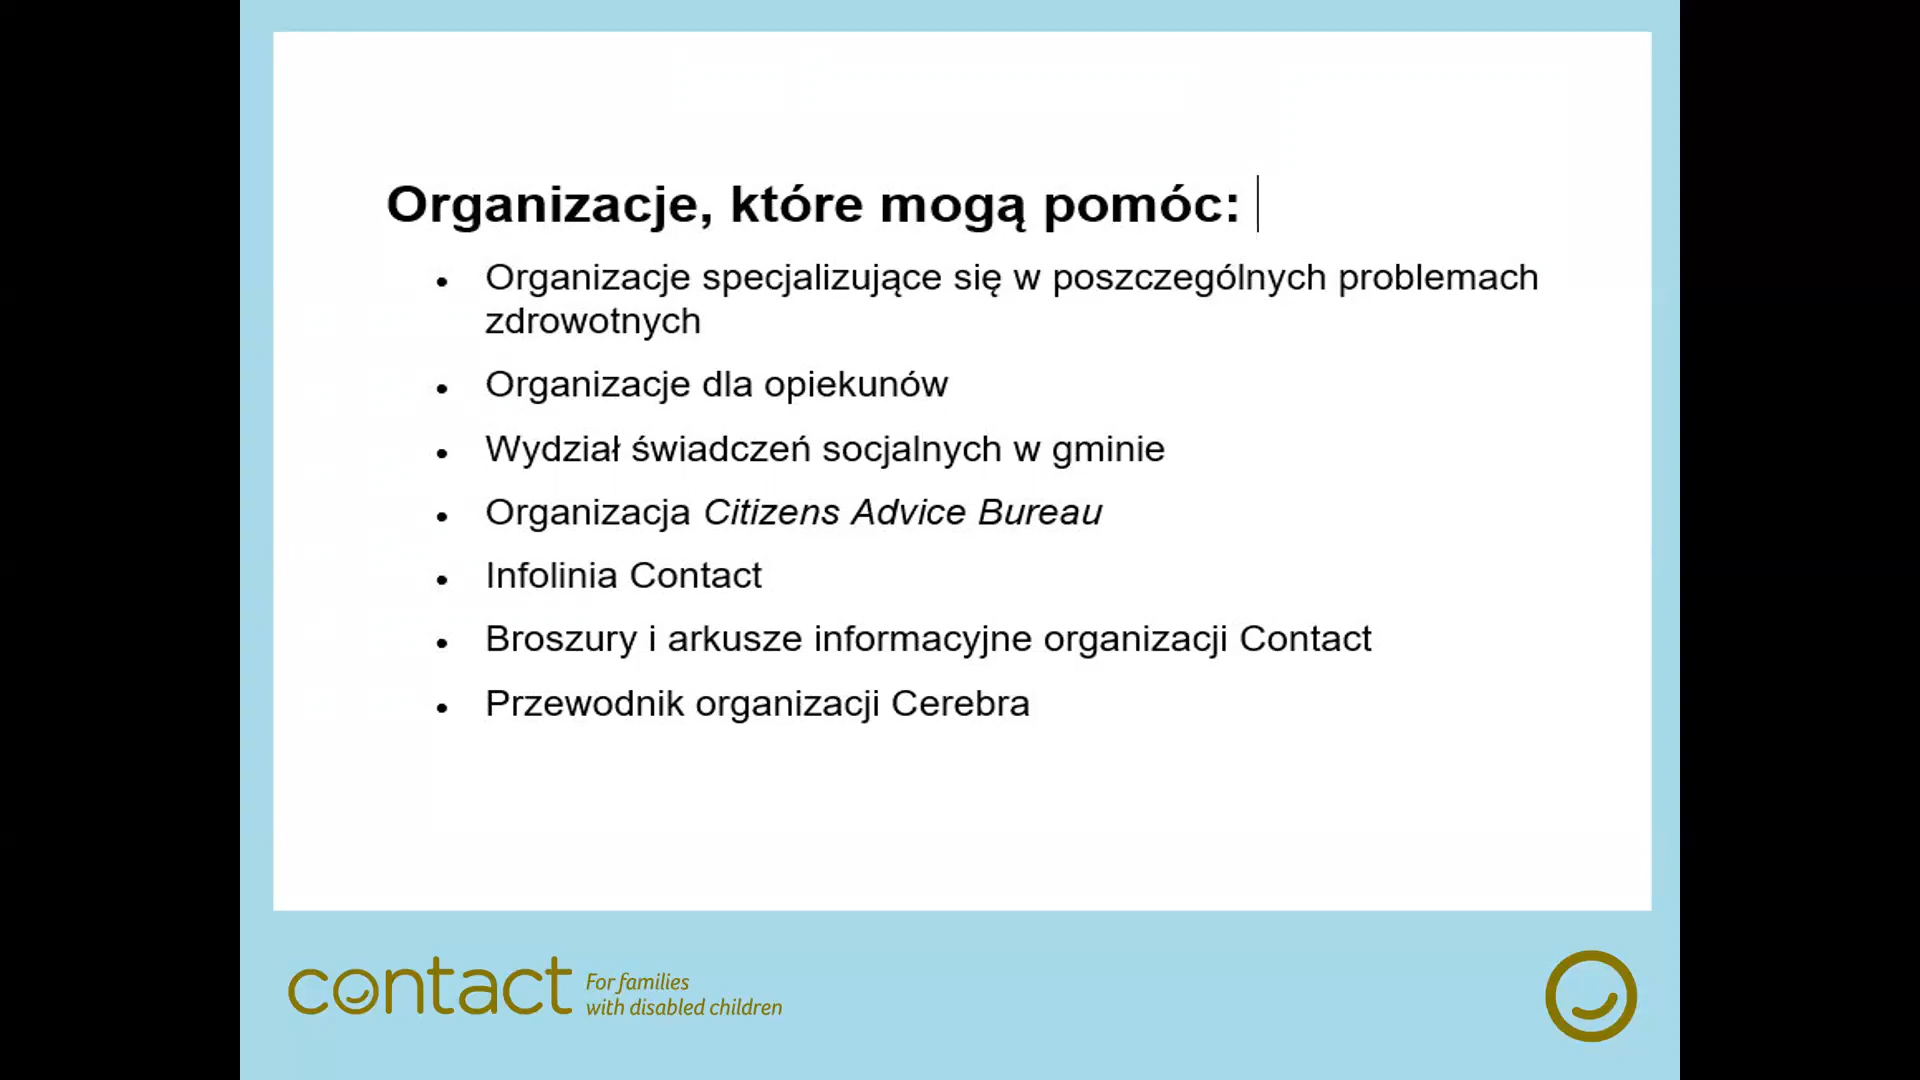 Organizacje, które mogą pomóc:
• Organizacje specjalizujące się w poszczególnych problemach
zdrowotnych
• Organizacje dla opiekunów
• Wydział świadczeń socjalnych w gminie
• Organizacja Citizens Advice Bureau
• Infolinia Contact
• Broszury i arkusze informacyjne organizacji Contact
• Przewodnik organizacji Cerebra
contact
For families
with disabled children